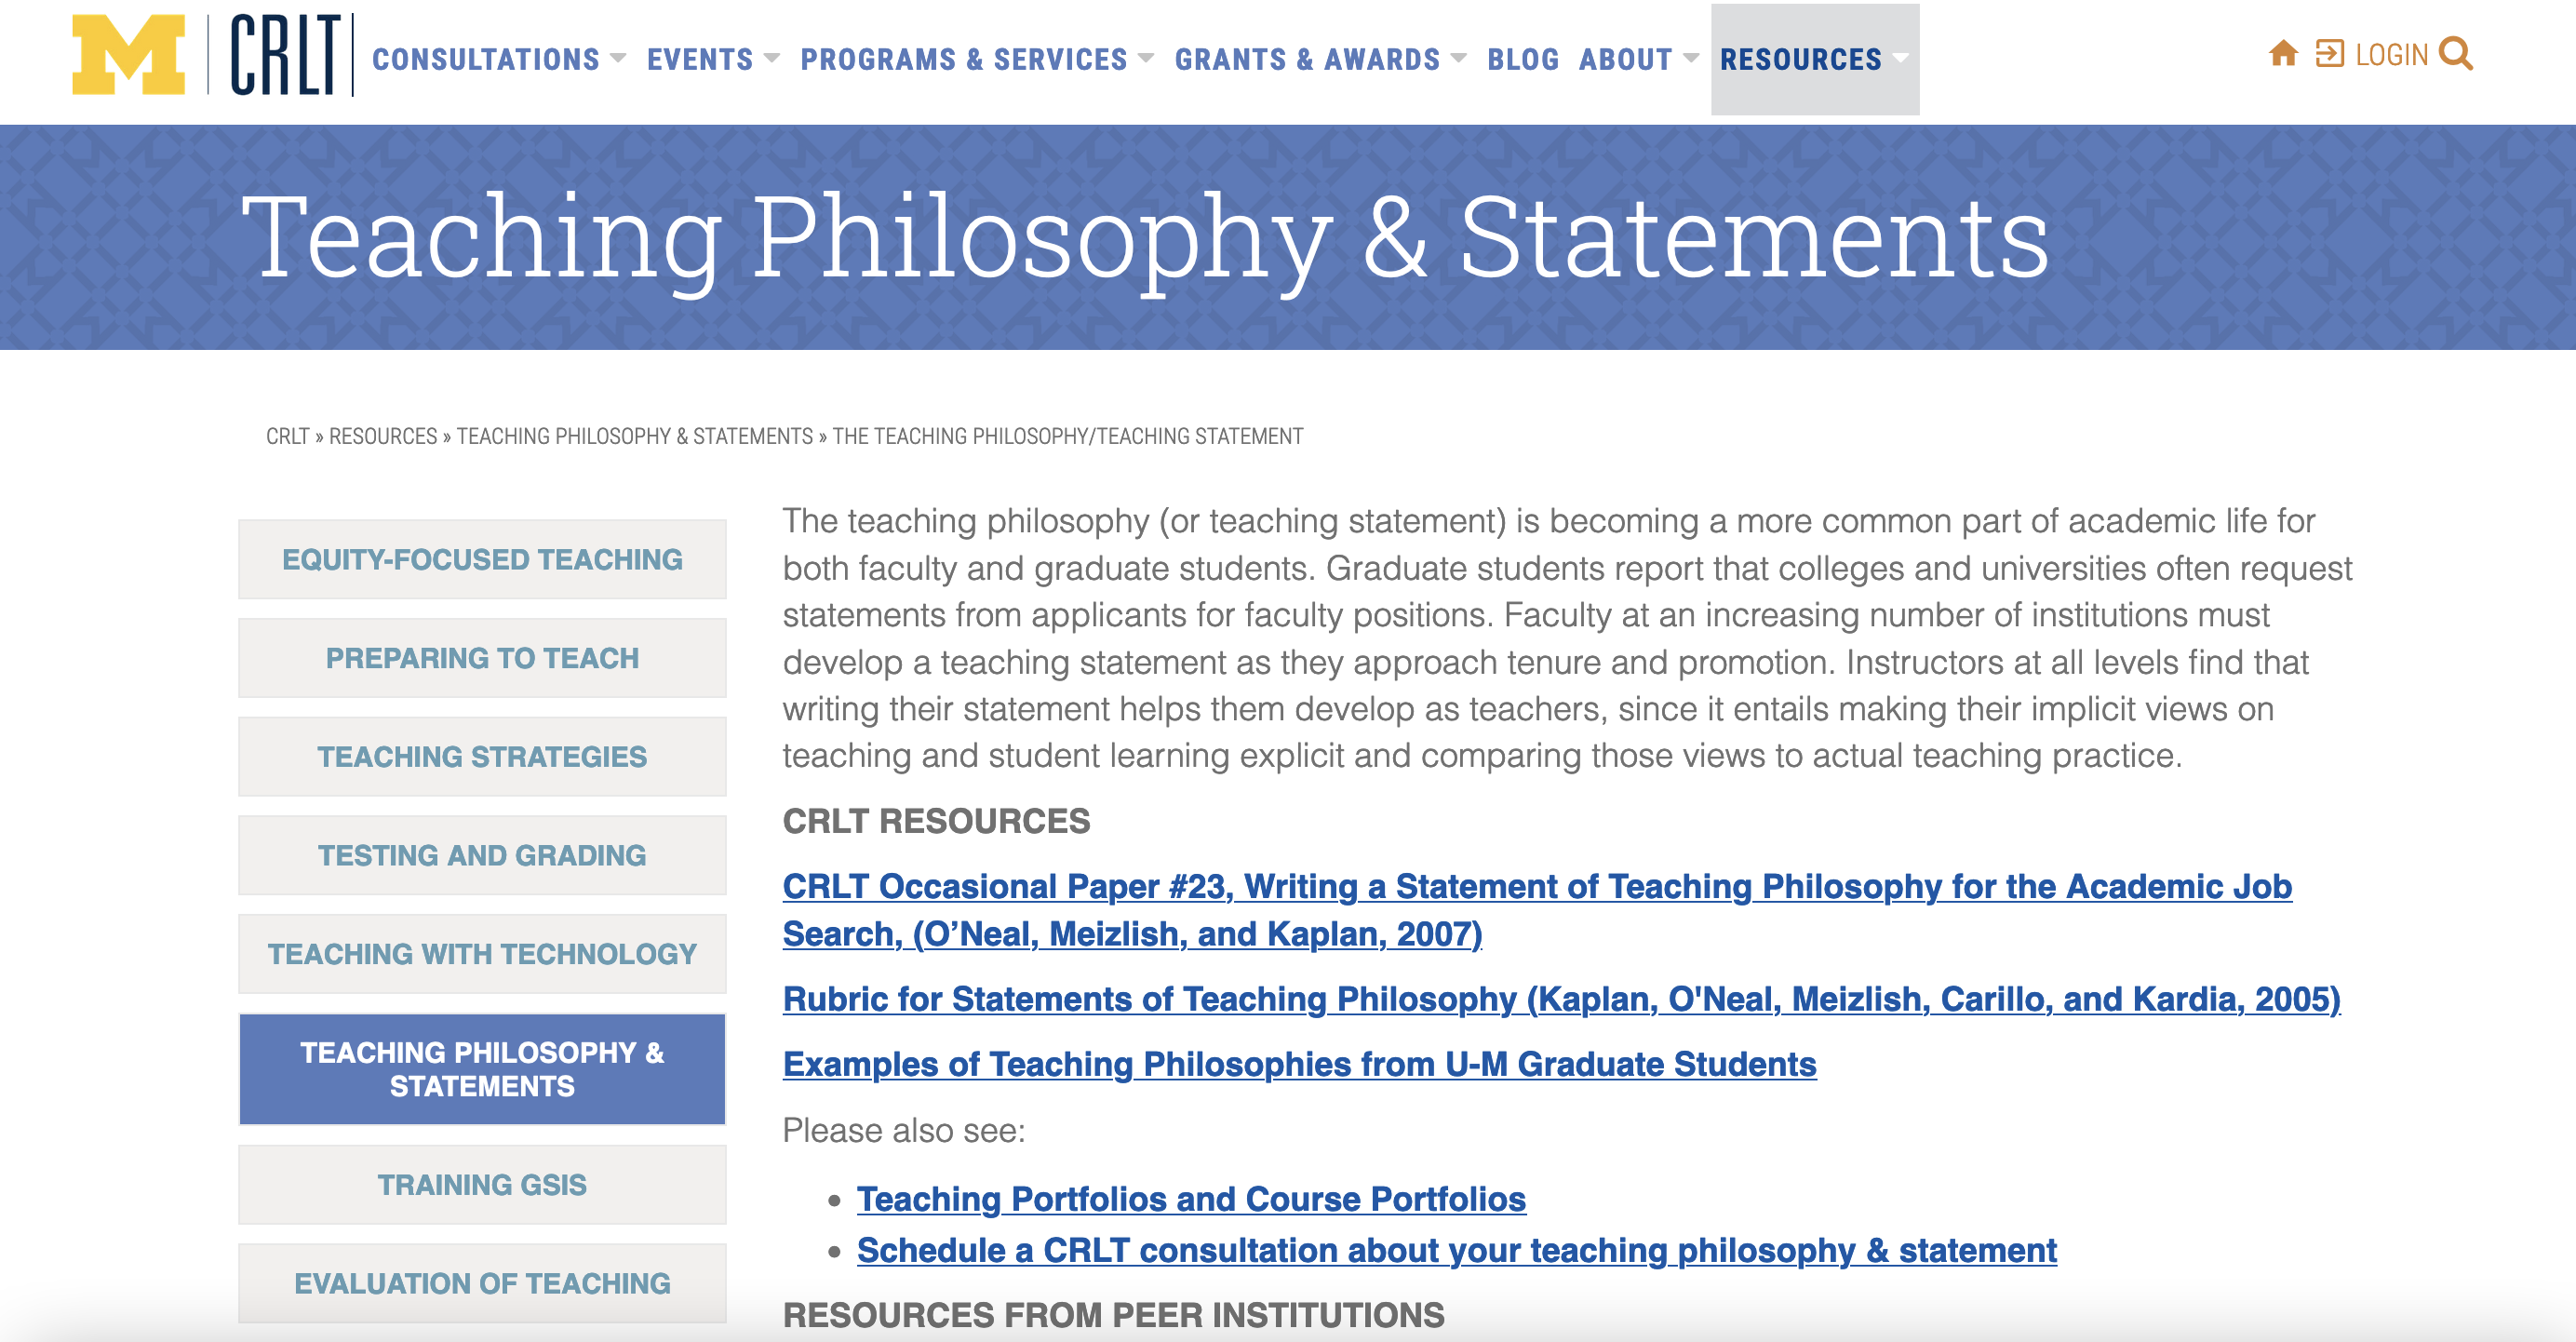 M CRLT CONSULTATIONS EVENTS PROGRAMS & SERVICES GRANTS & AWARDS BLOG ABOUT RESOURCES LOGIN
Teaching Philosophy & Statements
CRLT » RESOURCES » TEACHING PHILOSOPHY & STATEMENTS » THE TEACHING PHILOSOPHY/TEACHING STATEMENT
EQUITY-FOCUSED TEACHING
PREPARING TO TEACH
TEACHING STRATEGIES
TESTING AND GRADING
TEACHING WITH TECHNOLOGY
TEACHING PHILOSOPHY &
STATEMENTS
TRAINING GSIS
EVALUATION OF TEACHING
The teaching philosophy (or teaching statement) is becoming a more common part of academic life for
both faculty and graduate students. Graduate students report that colleges and universities often request
statements from applicants for faculty positions. Faculty at an increasing number of institutions must
develop a teaching statement as they approach tenure and promotion. Instructors at all levels find that
writing their statement helps them develop as teachers, since it entails making their implicit views on
teaching and student learning explicit and comparing those views to actual teaching practice.
CRLT RESOURCES
CRLT Occasional Paper #23, Writing a Statement of Teaching Philosophy for the Academic Job
Search, (O’Neal, Meizlish, and Kaplan, 2007)
Rubric for Statements of Teaching Philosophy (Kaplan, O'Neal, Meizlish, Carillo, and Kardia, 2005)
Examples of Teaching Philosophies from U-M Graduate Students
Please also see:
• Teaching Portfolios and Course Portfolios
• Schedule a CRLT consultation about your teaching philosophy & statement
RESOURCES FROM PEER INSTITUTIONS